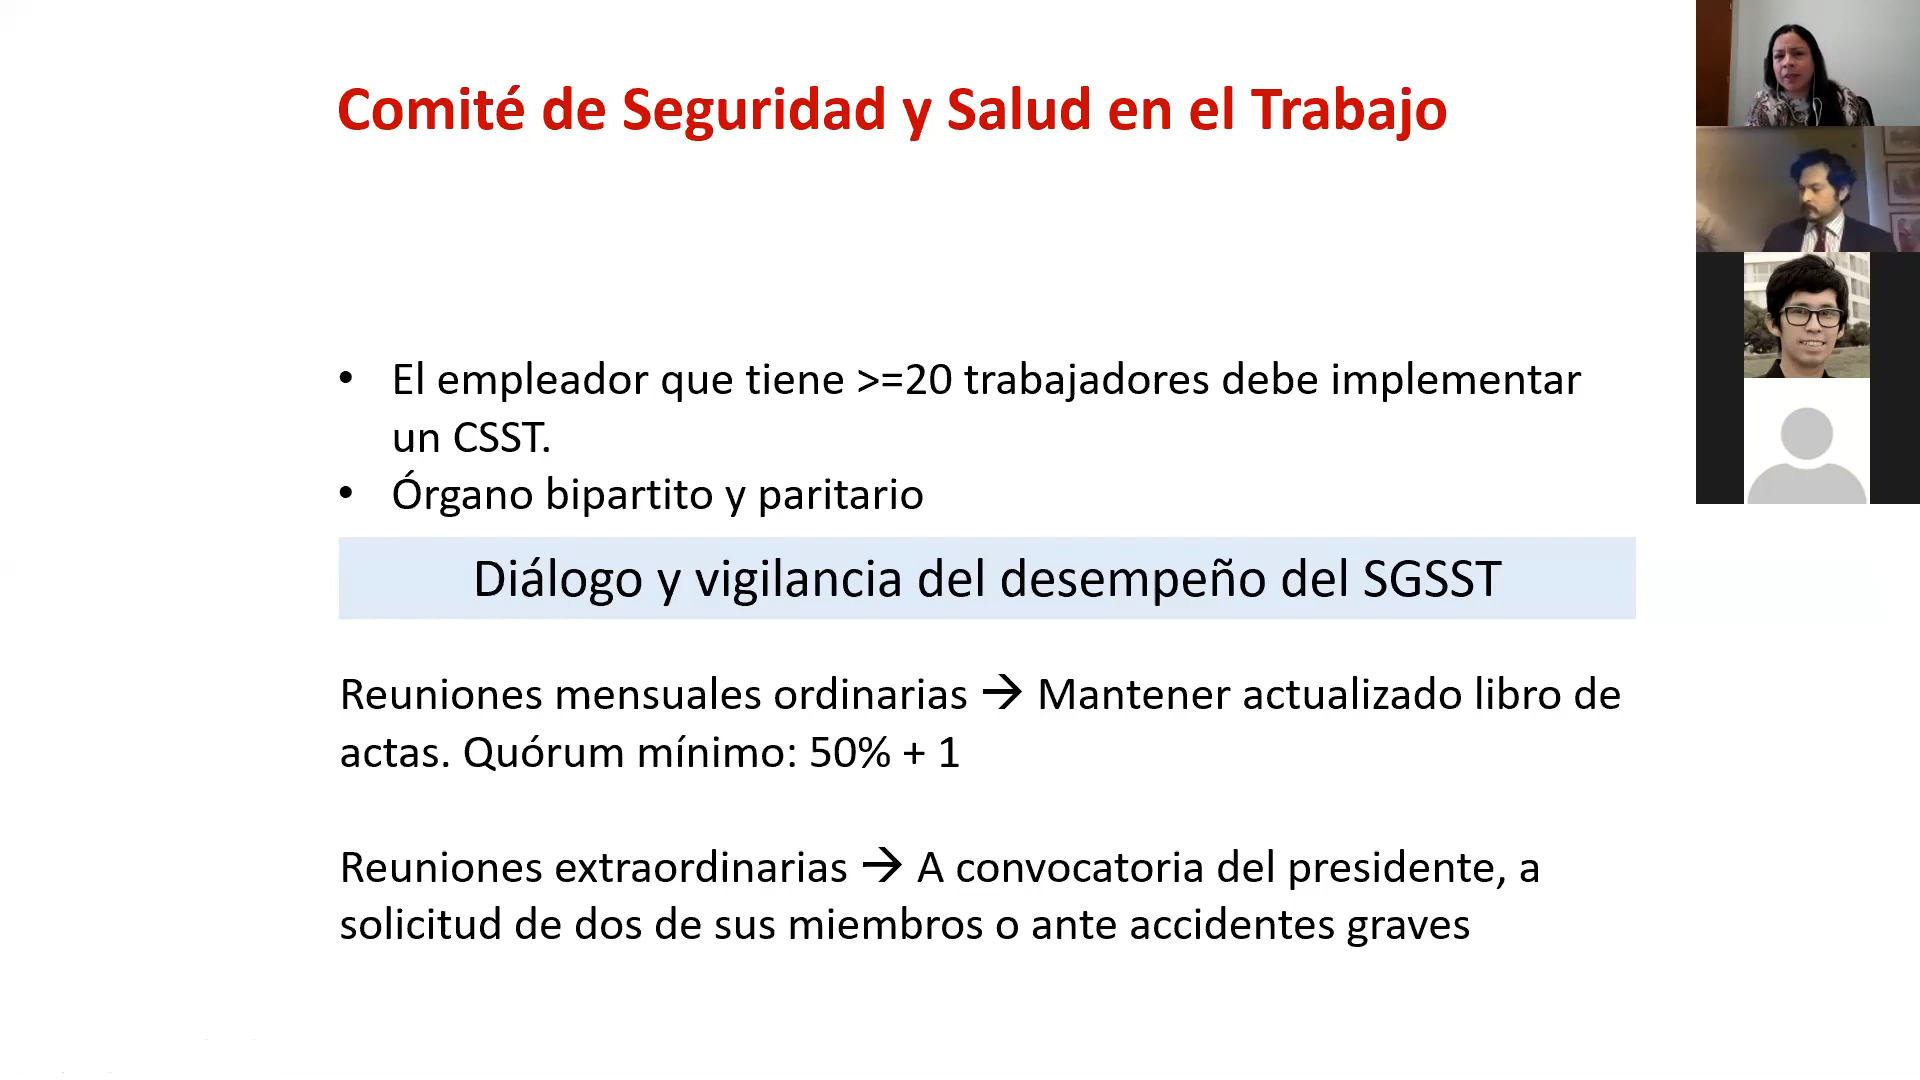 Comité de Seguridad y Salud en el Trabajo
• El empleador que tiene >=20 trabajadores debe implementar
un CSST.
• Órgano bipartito y paritario
Diálogo y vigilancia del desempeño del SGSST
Reuniones mensuales ordinarias → Mantener actualizado libro de
actas. Quórum mínimo: 50% + 1
Reuniones extraordinarias → A convocatoria del presidente, a
solicitud de dos de sus miembros o ante accidentes graves